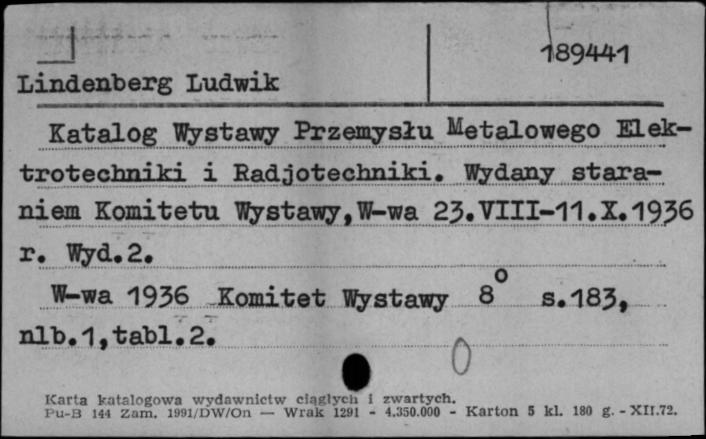 189441
Lindenberg Ludwik
Katalog Wystawy Przemysłu Metalowego Elek-
trotechniki i Radjotechniki. Wydany stara-
niem Komitetu Wystawy,W-wa 23.VIII-11.X.1936
r. Wyd.2.
W-wa 1936 Komitet Wystawy 8° s.183,
nlb.1,tabl.2.
0
Karta katalogowa wydawnictw ciągłych i zwartych.
Pu-B 144 Zam. 1991/DW/On — Wrak 1291 - 4.350.000 - Karton 5 kl. 180 g. - XII.72.